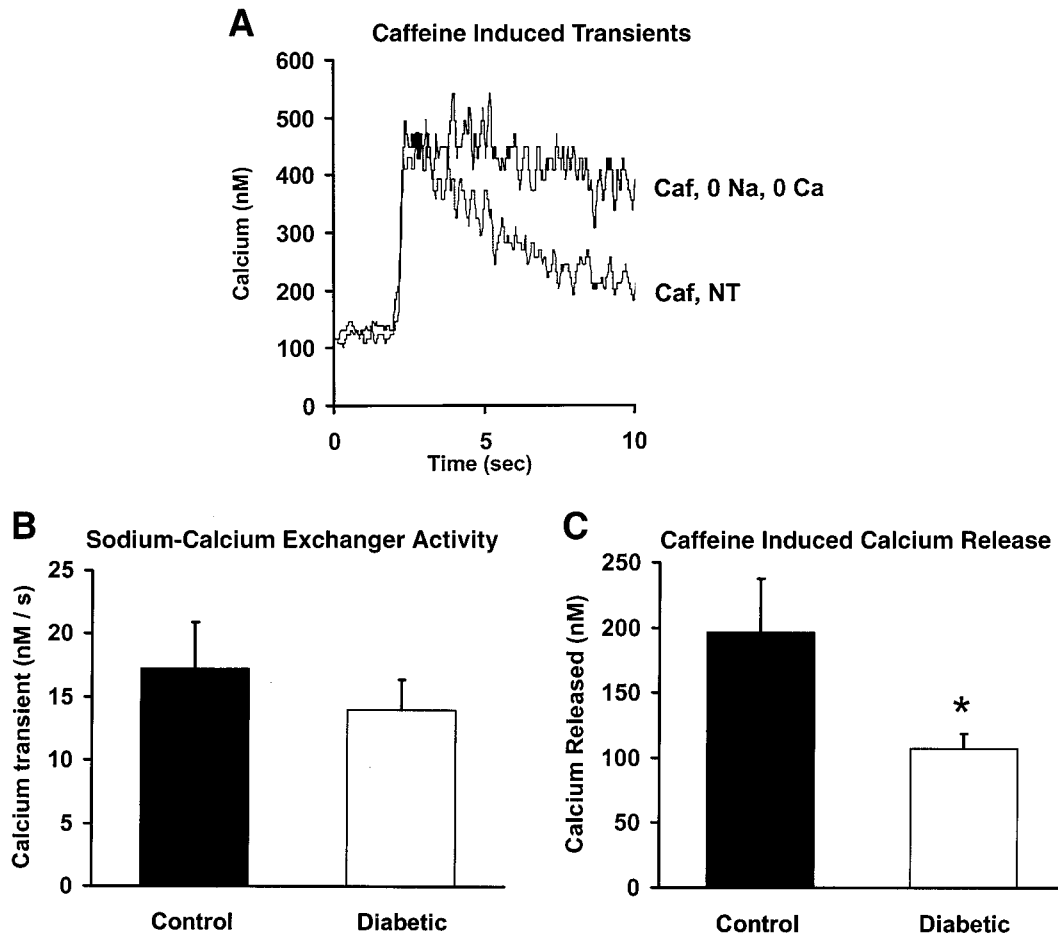 A
Caffeine Induced Transients
600
500
400
300
200
100
0
Calcium (nM)
Caf, 0 Na, 0 Ca
Caf, NT
0
5
10
Time (sec)
B
Sodium-Calcium Exchanger Activity
25
20
15
10
5
0
Calcium transient (nM / s)
Control
Diabetic
C
Caffeine Induced Calcium Release
250
200
150
100
50
0
Calcium Released (nM)
*
Control
Diabetic